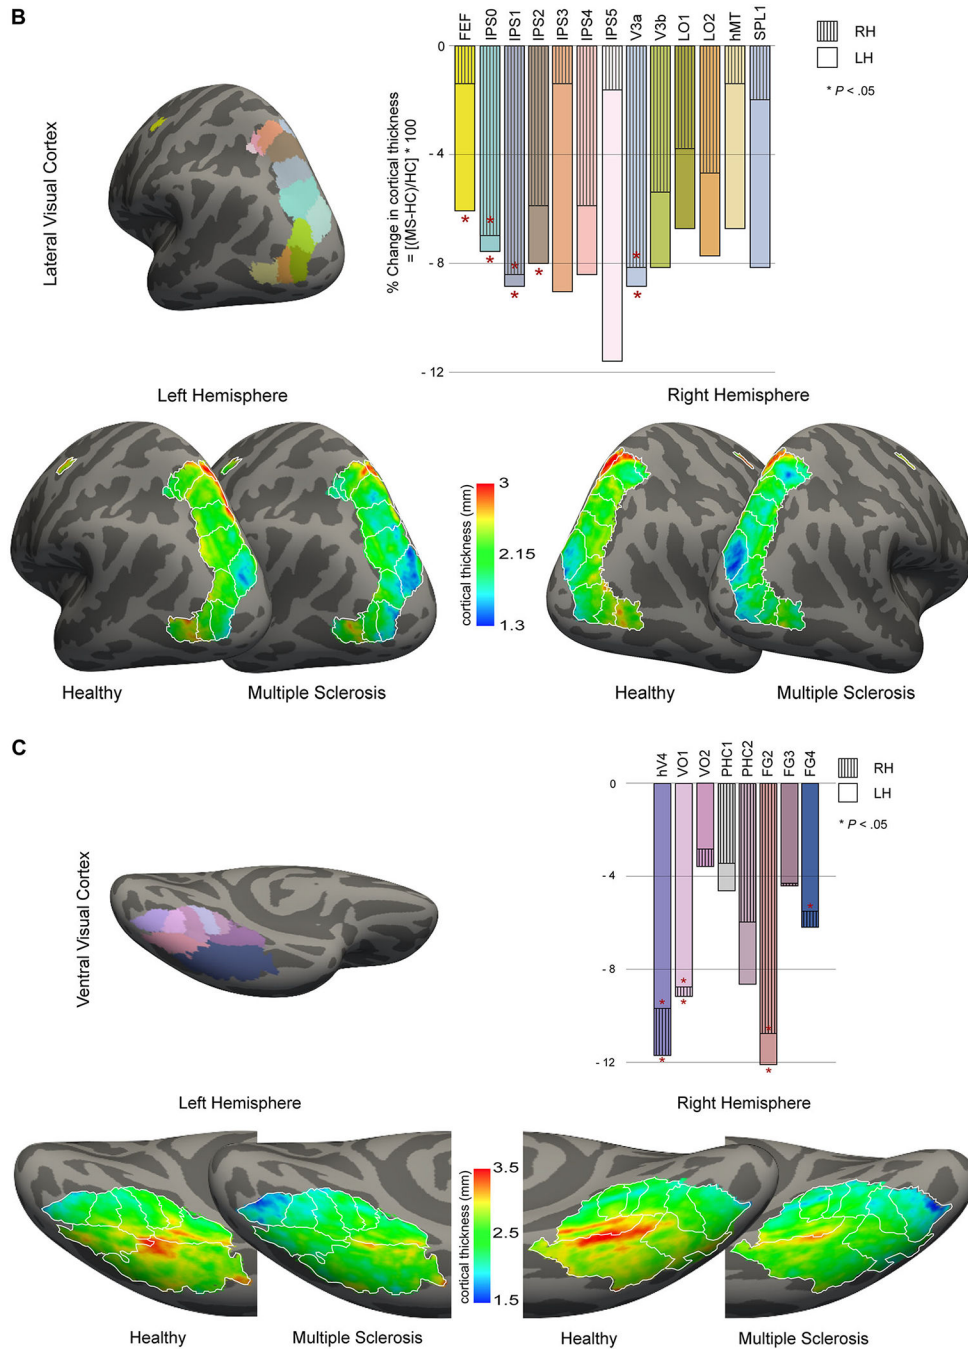 B
Lateral Visual Cortex
FEF
IPS0
IPS1
IPS2
IPS3
IPS4
IPS5
V3a
V3b
LO1
LO2
hMT
SPL1
RH
LH
* P < .05
% Change in cortical thickness
= [(MS-HC)/HC] * 100
0
- 4
- 8
- 12
* * * * * * * *
Left Hemisphere
Right Hemisphere
cortical thickness (mm)
3
2.15
1.3
Healthy
Multiple Sclerosis
Healthy
Multiple Sclerosis
C
Ventral Visual Cortex
hV4
VO1
VO2
PHC1
PHC2
FG2
FG3
FG4
RH
LH
* P < .05
0
- 4
- 8
- 12
* * * * * * *
Left Hemisphere
Right Hemisphere
cortical thickness (mm)
3.5
2.5
1.5
Healthy
Multiple Sclerosis
Healthy
Multiple Sclerosis